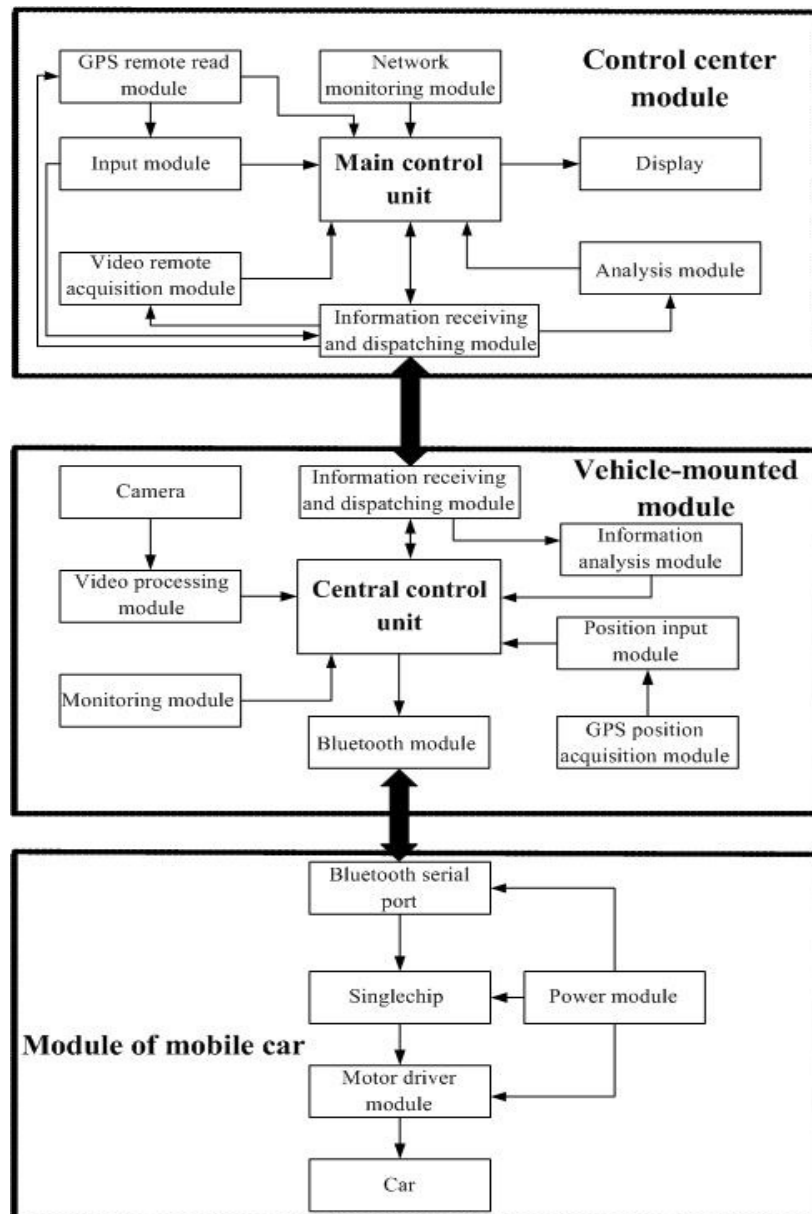 GPS remote read
module
Network
monitoring module
Control center
module
Input module
Main control
unit
Display
Video remote
acquisition module
Analysis module
Information receiving
and dispatching module
Camera
Information receiving
and dispatching module
Vehicle-mounted
module
Information
analysis module
Video processing
module
Central control
unit
Position input
module
Monitoring module
Bluetooth module
GPS position
acquisition module
Bluetooth serial
port
Singlechip
Power module
Module of mobile car
Motor driver
module
Car